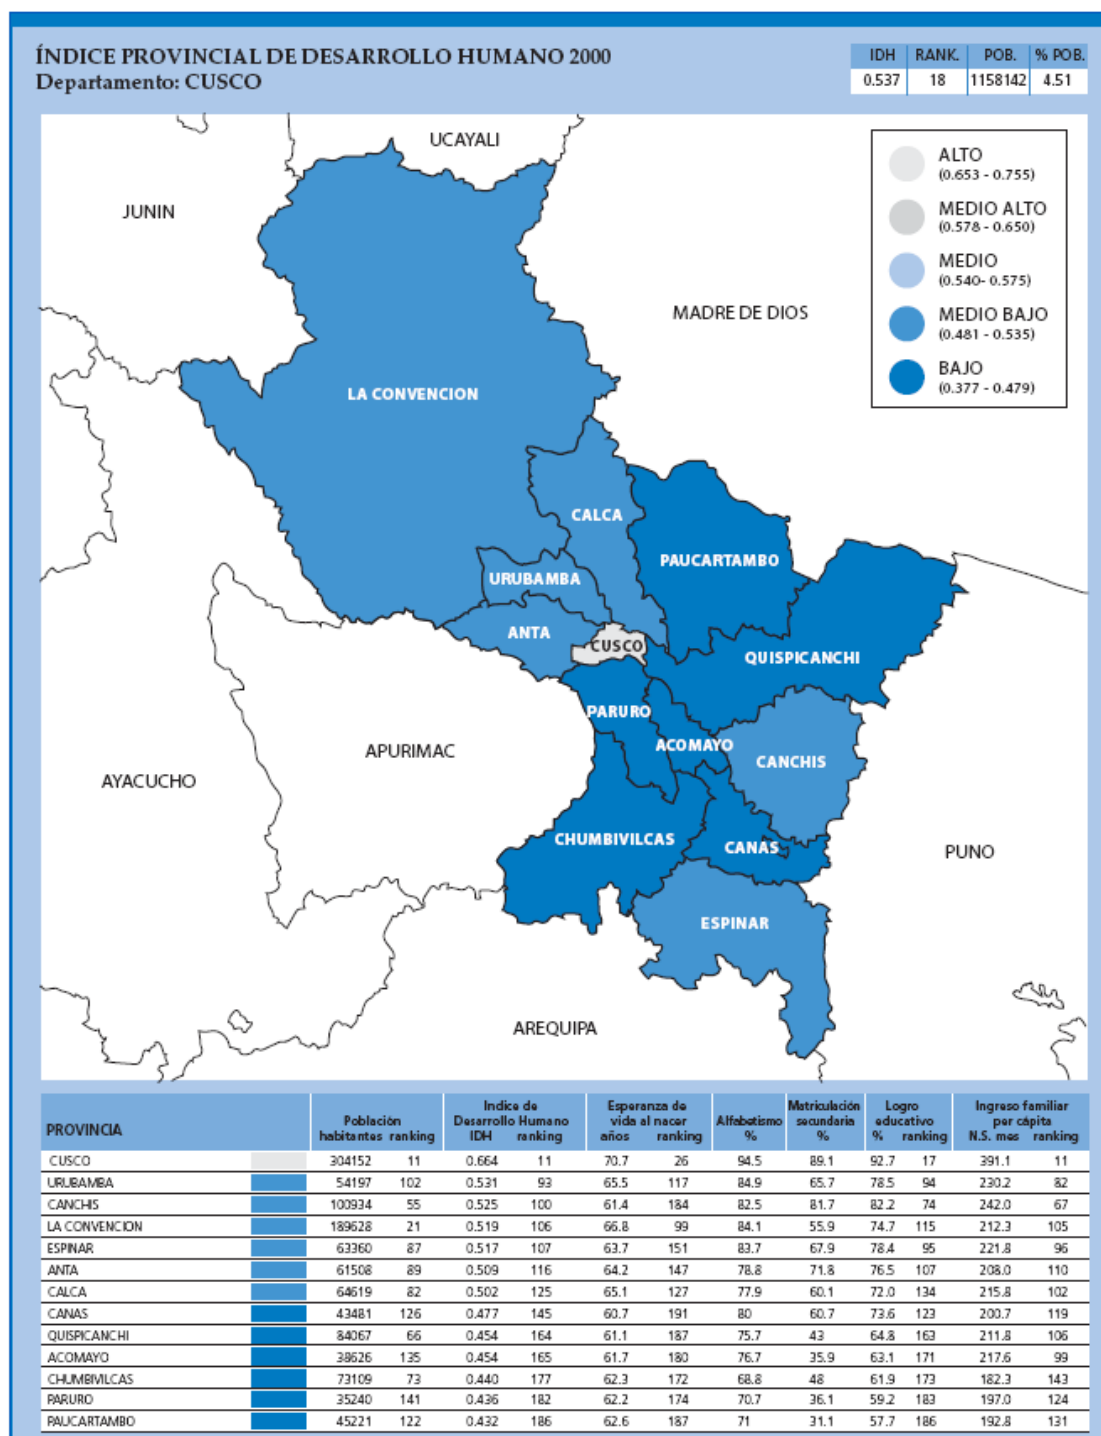 ÍNDICE PROVINCIAL DE DESARROLLO HUMANO 2000
Departamento: CUSCO
IDH RANK. POB. % POB.
0.537 18 1158142 4.51
UCAYALI
JUNIN
MADRE DE DIOS
ALTO
(0.653 - 0.755)
MEDIO ALTO
(0.578 - 0.650)
MEDIO
(0.540- 0.575)
MEDIO BAJO
(0.481 - 0.535)
BAJO
(0.377 - 0.479)
LA CONVENCION
CALCA
PAUCARTAMBO
URUBAMBA
ANTA
CUSCO
QUISPICANCHI
PARURO
ACOMAYO
CANCHIS
APURIMAC
AYACUCHO
CHUMBIVILCAS
CANAS
PUNO
ESPINAR
AREQUIPA
PROVINCIA
Población
habitantes ranking
Indice de
Desarrollo Humano
IDH ranking
Esperanza de
vida al nacer
años ranking
Alfabetismo
%
Matriculación
secundaria
%
Logro
educativo
% ranking
Ingreso familiar
per cápita
N.S. mes ranking
CUSCO 304152 11 0.664 11 70.7 26 94.5 89.1 92.7 17 391.1 11
URUBAMBA 54197 102 0.531 93 65.5 117 84.9 65.7 78.5 94 230.2 82
CANCHIS 100934 55 0.525 100 61.4 184 82.5 81.7 82.2 74 242.0 67
LA CONVENCION 189628 21 0.519 106 66.8 99 84.1 55.9 74.7 115 212.3 105
ESPINAR 63360 87 0.517 107 63.7 151 83.7 67.9 78.4 95 221.8 96
ANTA 61508 89 0.509 116 64.2 147 78.8 71.8 76.5 107 208.0 110
CALCA 64619 82 0.502 125 65.1 127 77.9 60.1 72.0 134 215.8 102
CANAS 43481 126 0.477 145 60.7 191 80 60.7 73.6 123 200.7 119
QUISPICANCHI 84067 66 0.454 164 61.1 187 75.7 43 64.8 163 211.8 106
ACOMAYO 38626 135 0.454 165 61.7 180 76.7 35.9 63.1 171 217.6 99
CHUMBIVILCAS 73109 73 0.440 177 62.3 172 68.8 48 61.9 173 182.3 143
PARURO 35240 141 0.436 182 62.2 174 70.7 36.1 59.2 183 197.0 124
PAUCARTAMBO 45221 122 0.432 186 62.6 187 71 31.1 57.7 186 192.8 131